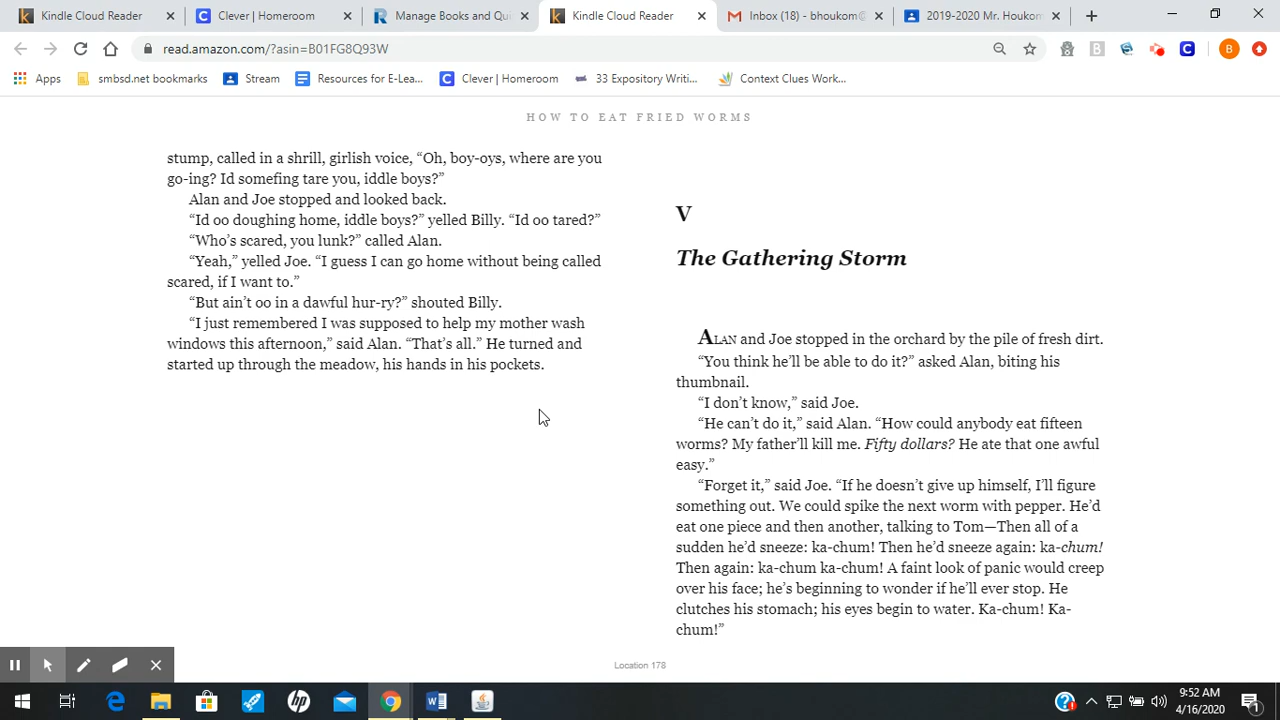 Kindle Cloud Reader
Clever | Homeroom
Manage Books and Qui
Kindle Cloud Reader
Inbox (18) - bhoukom@
2019-2020 Mr. Houkom
read.amazon.com/?asin=B01FG8Q93W
B
Apps
smbsd.net bookmarks
Stream
Resources for E-Lea...
Clever | Homeroom
33 Expository Writi...
Context Clues Work...
HOW TO EAT FRIED WORMS
stump, called in a shrill, girlish voice, “Oh, boy-oys, where are you
go-ing? Id somefing tare you, iddle boys?”
Alan and Joe stopped and looked back.
“Id oo doughing home, iddle boys?” yelled Billy. “Id oo tared?”
“Who’s scared, you lunk?” called Alan.
“Yeah,” yelled Joe. “I guess I can go home without being called
scared, if I want to.”
“But ain’t oo in a dawful hur-ry?” shouted Billy.
“I just remembered I was supposed to help my mother wash
windows this afternoon,” said Alan. “That’s all.” He turned and
started up through the meadow, his hands in his pockets.
V
The Gathering Storm
ALAN and Joe stopped in the orchard by the pile of fresh dirt.
“You think he’ll be able to do it?” asked Alan, biting his
thumbnail.
“I don’t know,” said Joe.
“He can’t do it,” said Alan. “How could anybody eat fifteen
worms? My father’ll kill me. Fifty dollars? He ate that one awful
easy.”
“Forget it,” said Joe. “If he doesn’t give up himself, I’ll figure
something out. We could spike the next worm with pepper. He’d
eat one piece and then another, talking to Tom—Then all of a
sudden he’d sneeze: ka-chum! Then he’d sneeze again: ka-chum!
Then again: ka-chum ka-chum! A faint look of panic would creep
over his face; he’s beginning to wonder if he’ll ever stop. He
clutches his stomach; his eyes begin to water. Ka-chum! Ka-
chum!”
Location 178
9:52 AM
4/16/2020